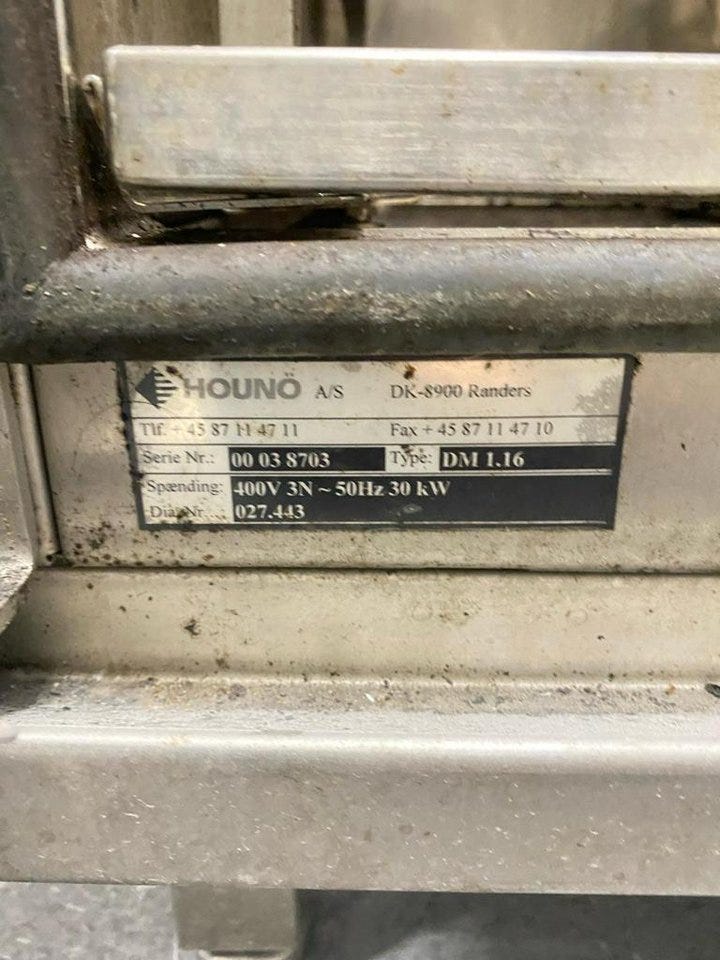 HOUNÖ A/S DK-8900 Randers
Tlf. +45 87 11 47 11 Fax +45 87 11 47 10
Serie Nr.: 00 03 8703 Type: DM 1.16
Spænding: 400V 3N ~ 50Hz 30 kW
Dia. Nr. ...: 027.443